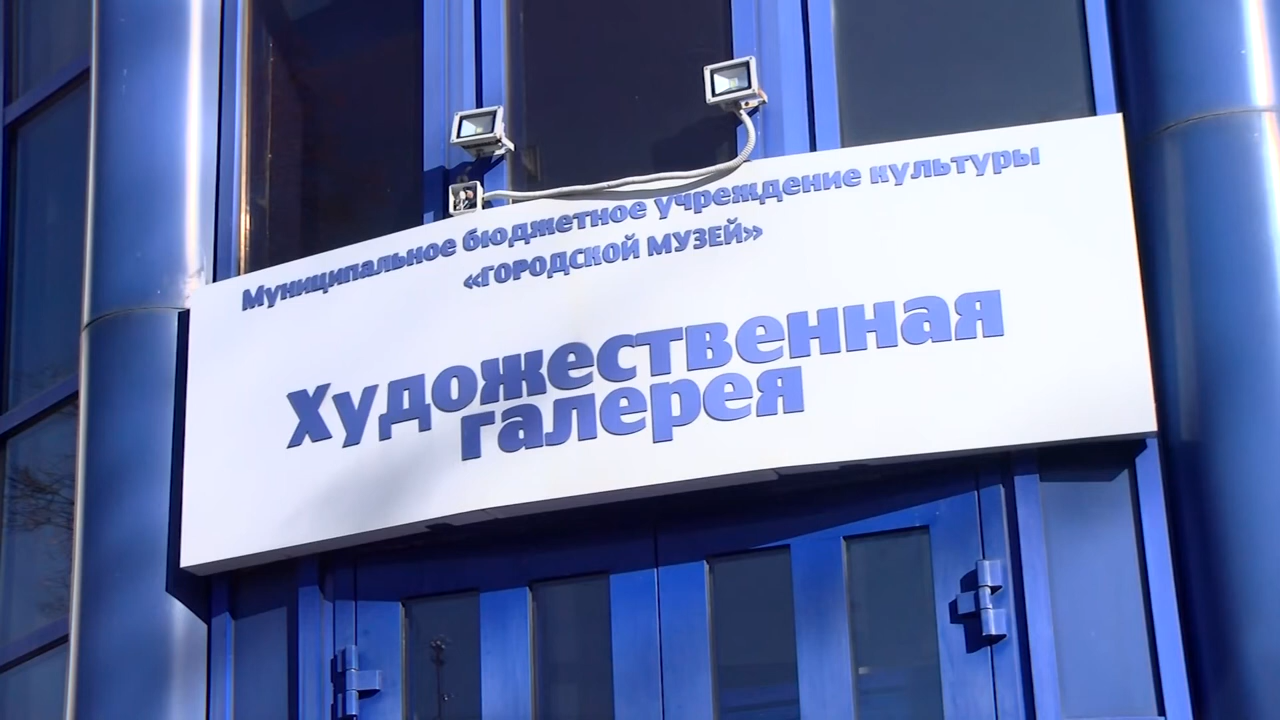 Муниципальное бюджетное учреждение культуры
«ГОРОДСКОЙ МУЗЕЙ»
Художественная
галерея